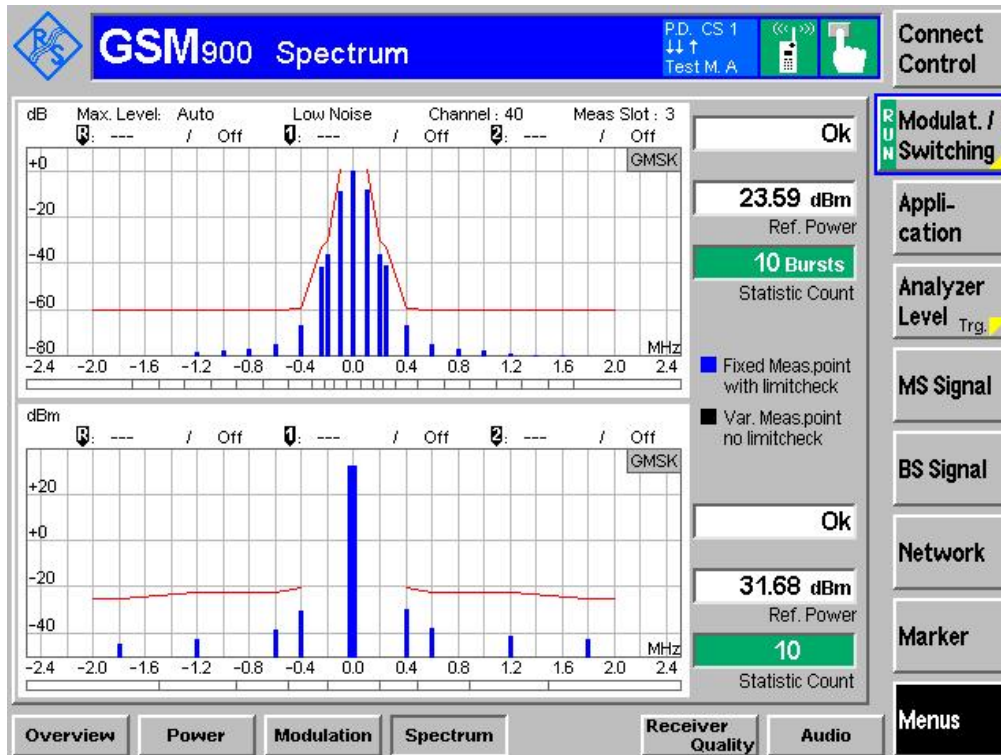 R&S
GSM900 Spectrum
P.D. CS 1
Test M. A
Connect Control
dB Max. Level: Auto Low Noise Channel : 40 Meas Slot : 3
R: --- / Off 1: --- / Off 2: --- / Off
GMSK
+0
-20
-40
-60
-80
MHz
-2.4 -2.0 -1.6 -1.2 -0.8 -0.4 0.0 0.4 0.8 1.2 1.6 2.0 2.4
Ok
23.59 dBm
Ref. Power
10 Bursts
Statistic Count
Fixed Meas.point
with limitcheck
Var. Meas.point
no limitcheck
dBm
R: --- / Off 1: --- / Off 2: --- / Off
GMSK
+20
+0
-20
-40
MHz
-2.4 -2.0 -1.6 -1.2 -0.8 -0.4 0.0 0.4 0.8 1.2 1.6 2.0 2.4
Ok
31.68 dBm
Ref. Power
10
Statistic Count
RUN
Modulat. /
Switching
Appli-
cation
Analyzer
Level Trg.
MS Signal
BS Signal
Network
Marker
Menus
Overview Power Modulation Spectrum Receiver Quality Audio